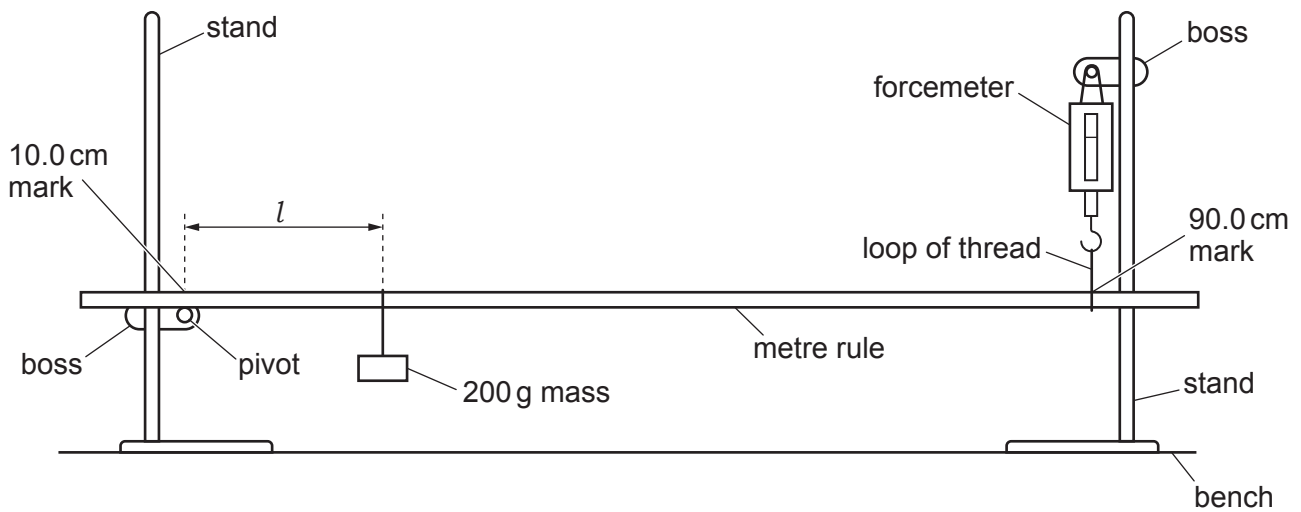 stand
boss
forcemeter
10.0 cm
mark
l
90.0 cm
mark
loop of thread
boss
pivot
metre rule
200 g mass
stand
bench